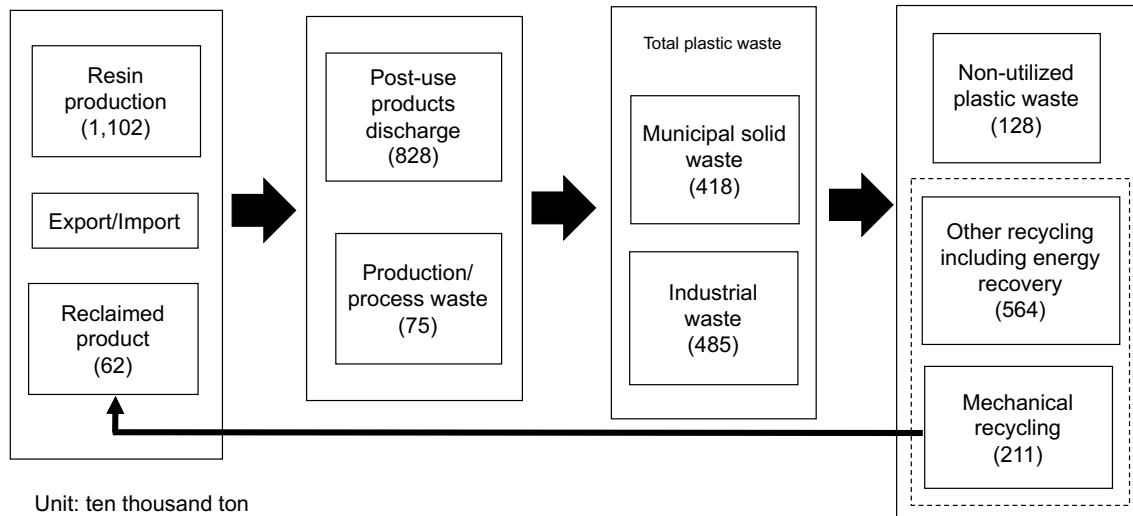 Resin
production
(1,102)
Export/Import
Reclaimed
product
(62)
Post-use
products
discharge
(828)
Production/
process waste
(75)
Total plastic waste
Municipal solid
waste
(418)
Industrial
waste
(485)
Non-utilized
plastic waste
(128)
Other recycling
including energy
recovery
(564)
Mechanical
recycling
(211)
Unit: ten thousand ton